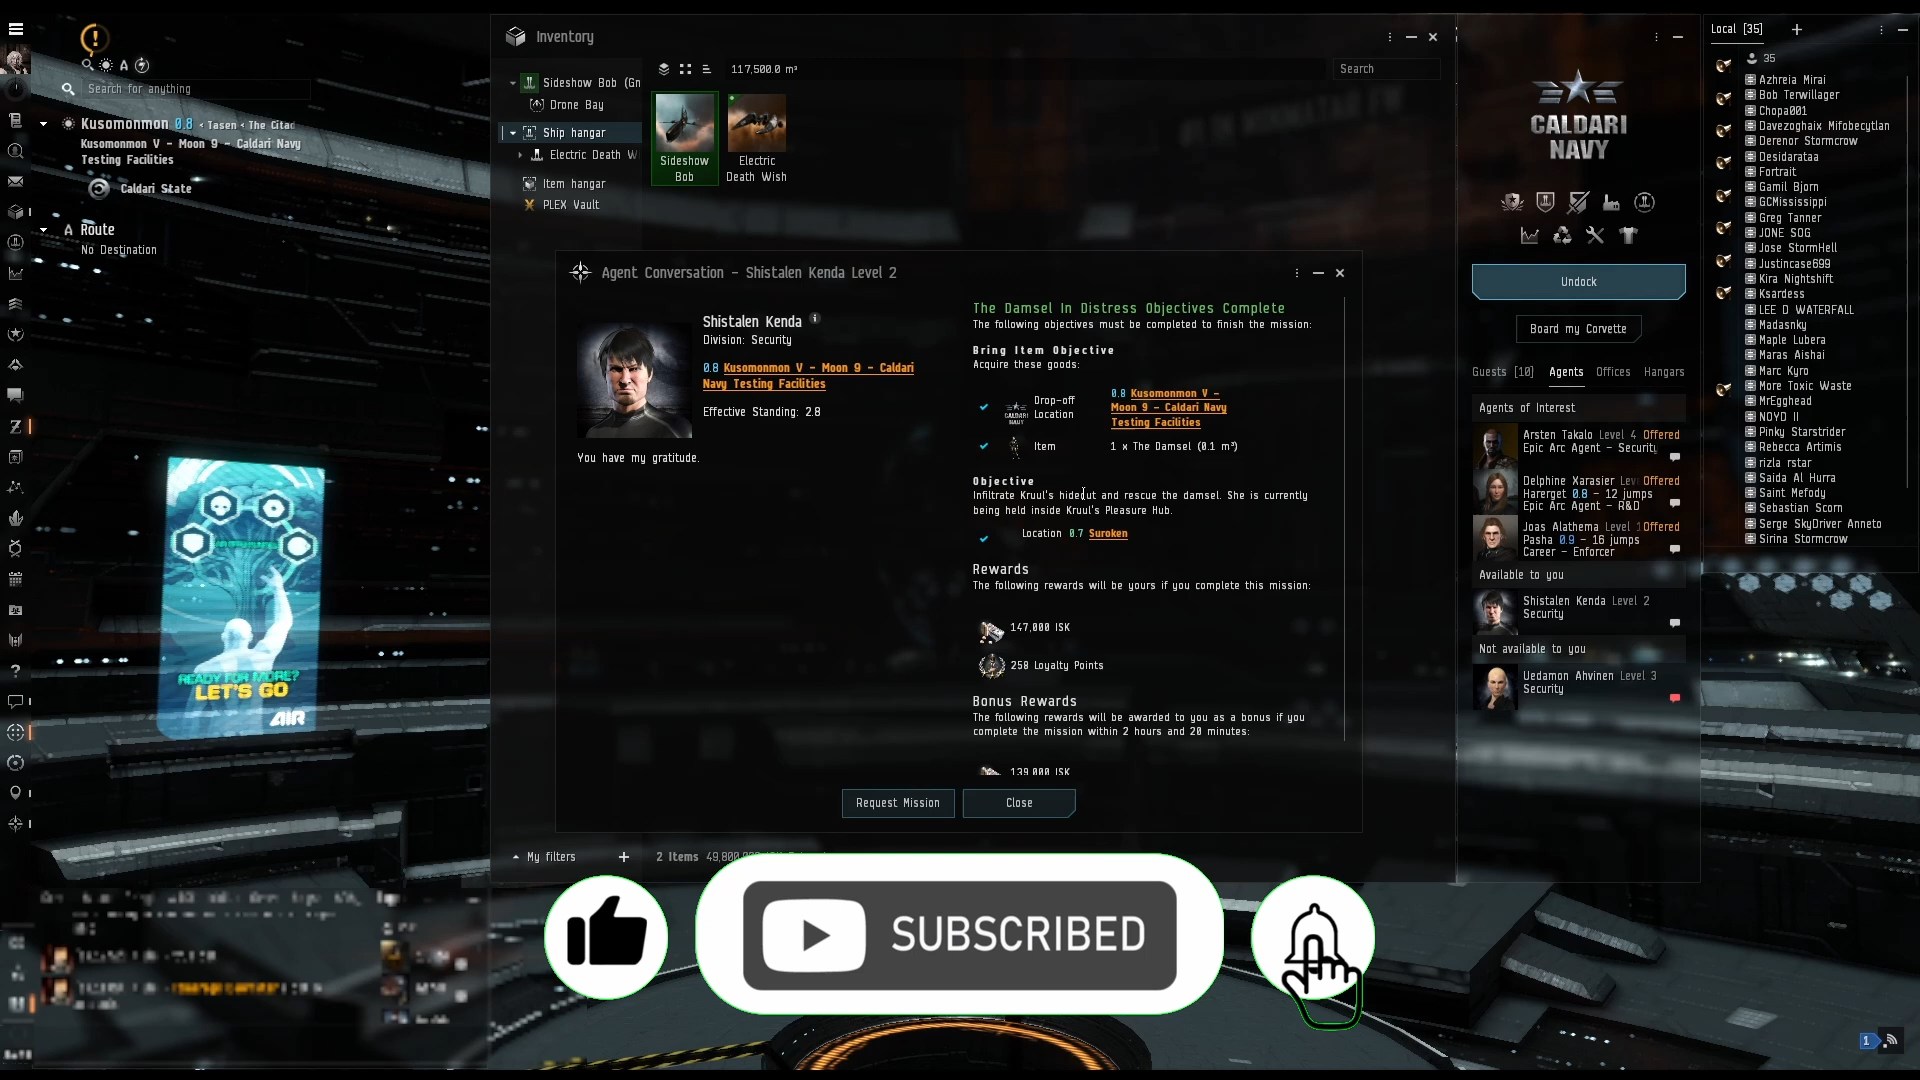 Search for anything
Kusomonmon 0.8 < Tasen < The Citad
Kusomonmon V - Moon 9 - Caldari Navy
Testing Facilities
Caldari State
Route
No Destination
READY FOR MORE?
LET'S GO
AIR
Inventory
Sideshow Bob (Gn
Drone Bay
Ship hangar
Electric Death W
Item hangar
PLEX Vault
117,500.0 m³
Search
Sideshow
Bob
Electric
Death Wish
Agent Conversation - Shistalen Kenda Level 2
Shistalen Kenda
Division: Security
0.8 Kusomonmon V - Moon 9 - Caldari
Navy Testing Facilities
Effective Standing: 2.8
You have my gratitude.
The Damsel In Distress Objectives Complete
The following objectives must be completed to finish the mission:
Bring Item Objective
Acquire these goods:
Drop-off
Location
0.8 Kusomonmon V -
Moon 9 - Caldari Navy
Testing Facilities
Item
1 x The Damsel (0.1 m³)
Objective
Infiltrate Kruul's hideout and rescue the damsel. She is currently
being held inside Kruul's Pleasure Hub.
Location 0.7 Suroken
Rewards
The following rewards will be yours if you complete this mission:
147,000 ISK
258 Loyalty Points
Bonus Rewards
The following rewards will be awarded to you as a bonus if you
complete the mission within 2 hours and 20 minutes:
139,000 ISK
Request Mission
Close
My filters
2 Items
SUBSCRIBED
CALDARI
NAVY
Undock
Board my Corvette
Guests [10] Agents Offices Hangars
Agents of Interest
Arsten Takalo Level 4 Offered
Epic Arc Agent - Security
Delphine Xarasier Lev Offered
Harerget 0.8 - 12 jumps
Epic Arc Agent - R&D
Joas Alathema Level 1 Offered
Pasha 0.9 - 16 jumps
Career - Enforcer
Available to you
Shistalen Kenda Level 2
Security
Not available to you
Uedamon Ahvinen Level 3
Security
Local [35]
35
Azhreia Mirai
Bob Terwillager
Chopa001
Davezoghaix Mifobecytlan
Derenor Stormcrow
Desidarataa
Fortrait
Gamil Bjorn
GCMississippi
Greg Tanner
JONE SOG
Jose StormHell
Justincase699
Kira Nightshift
Ksardess
LEE D WATERFALL
Madasnky
Maple Lubera
Maras Aishai
Marc Kyro
More Toxic Waste
MrEgghead
NOYD II
Pinky Starstrider
Rebecca Artimis
rizla rstar
Saida Al Hurra
Saint Mefody
Sebastian Scorn
Serge SkyDriver Anneto
Sirina Stormcrow
1